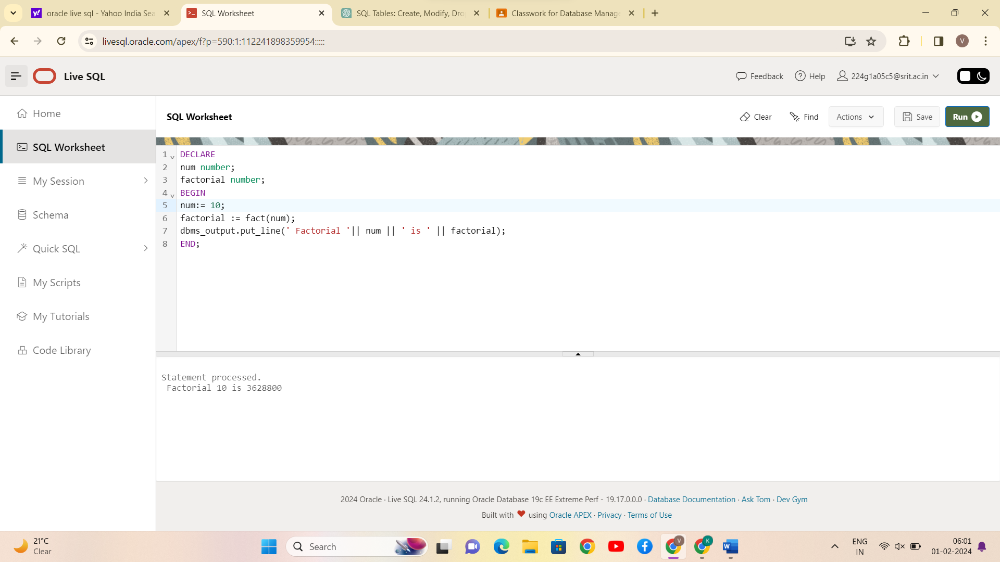 oracle live sql - Yahoo India Sea
SQL Worksheet
SQL Tables: Create, Modify, Dro
Classwork for Database Manage
livesql.oracle.com/apex/f?p=590:1:112241898359954:::::
V
Live SQL
Feedback
Help
224g1a05c5@srit.ac.in
Home
SQL Worksheet
My Session
Schema
Quick SQL
My Scripts
My Tutorials
Code Library
SQL Worksheet
Clear
Find
Actions
Save
Run
1 DECLARE
2 num number;
3 factorial number;
4 BEGIN
5 num:= 10;
6 factorial := fact(num);
7 dbms_output.put_line(' Factorial '|| num || ' is ' || factorial);
8 END;
Statement processed.
Factorial 10 is 3628800
2024 Oracle · Live SQL 24.1.2, running Oracle Database 19c EE Extreme Perf - 19.17.0.0.0 · Database Documentation · Ask Tom · Dev Gym
Built with ❤ using Oracle APEX · Privacy · Terms of Use
21°C
Clear
Search
V
K
W
ENG
IN
06:01
01-02-2024